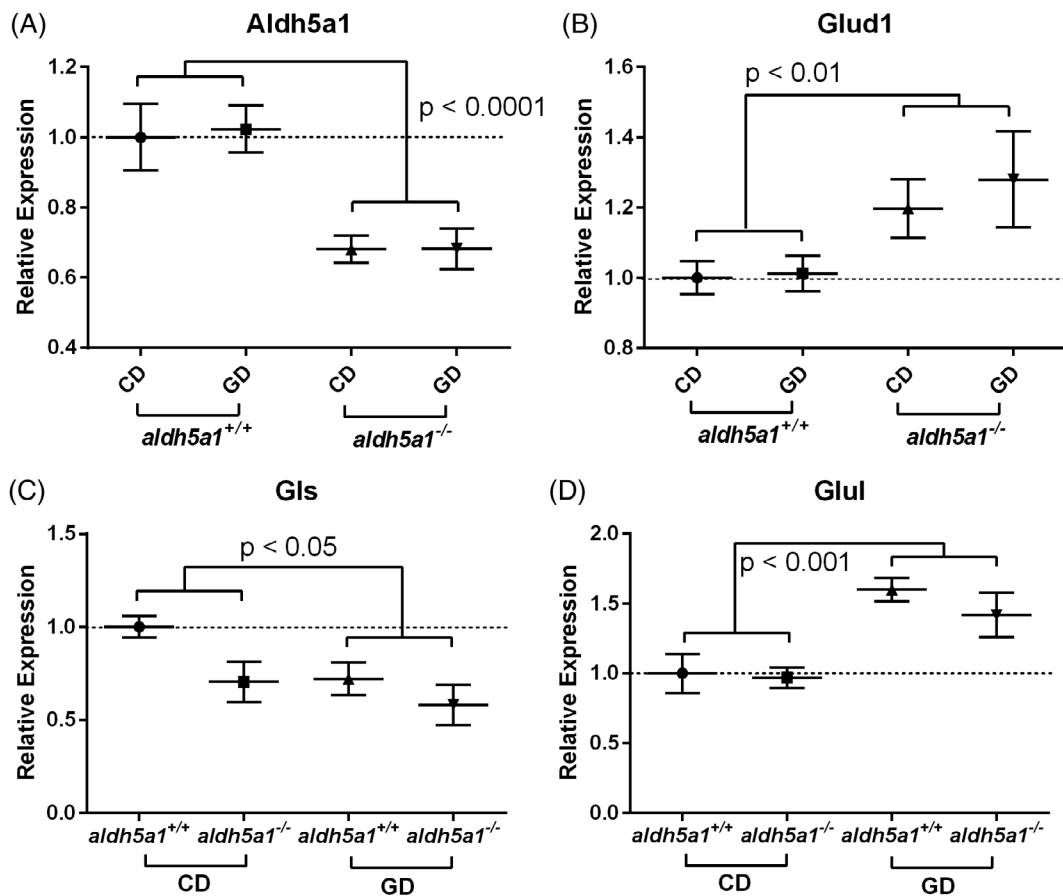 (A) Aldh5a1
Relative Expression
1.2
1.0
0.8
0.6
0.4
p < 0.0001
CD GD CD GD
aldh5a1+/+ aldh5a1-/-
(B) Glud1
Relative Expression
1.6
1.4
1.2
1.0
0.8
p < 0.01
CD GD CD GD
aldh5a1+/+ aldh5a1-/-
(C) Gls
Relative Expression
1.5
1.0
0.5
0.0
p < 0.05
aldh5a1+/+ aldh5a1-/- aldh5a1+/+ aldh5a1-/-
CD GD
(D) Glul
Relative Expression
2.0
1.5
1.0
0.5
0.0
p < 0.001
aldh5a1+/+ aldh5a1-/- aldh5a1+/+ aldh5a1-/-
CD GD